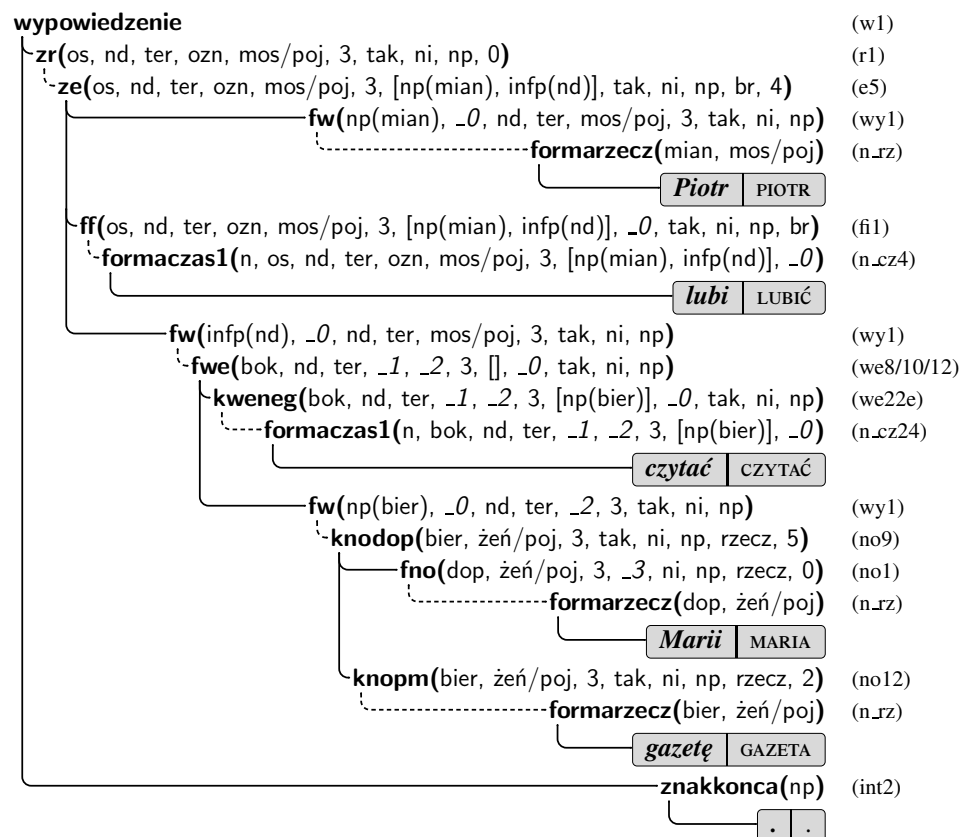 wypowiedzenie (w1)
zr(os, nd, ter, ozn, mos/poj, 3, tak, ni, np, 0) (r1)
ze(os, nd, ter, ozn, mos/poj, 3, [np(mian), infp(nd)], tak, ni, np, br, 4) (e5)
fw(np(mian), _0, nd, ter, mos/poj, 3, tak, ni, np) (wy1)
formarzecz(mian, mos/poj) (n_rz)
Piotr PIOTR
ff(os, nd, ter, ozn, mos/poj, 3, [np(mian), infp(nd)], _0, tak, ni, np, br) (fi1)
formaczas1(n, os, nd, ter, ozn, mos/poj, 3, [np(mian), infp(nd)], _0) (n_cz4)
lubi LUBIĆ
fw(infp(nd), _0, nd, ter, mos/poj, 3, tak, ni, np) (wy1)
fwe(bok, nd, ter, _1, _2, 3, [], _0, tak, ni, np) (we8/10/12)
kweneg(bok, nd, ter, _1, _2, 3, [np(bier)], _0, tak, ni, np) (we22e)
formaczas1(n, bok, nd, ter, _1, _2, 3, [np(bier)], _0) (n_cz24)
czytać CZYTAĆ
fw(np(bier), _0, nd, ter, _2, 3, tak, ni, np) (wy1)
knodop(bier, żeń/poj, 3, tak, ni, np, rzecz, 5) (no9)
fno(dop, żeń/poj, 3, _3, ni, np, rzecz, 0) (no1)
formarzecz(dop, żeń/poj) (n_rz)
Marii MARIA
knopm(bier, żeń/poj, 3, tak, ni, np, rzecz, 2) (no12)
formarzecz(bier, żeń/poj) (n_rz)
gazetę GAZETA
znakkonca(np) (int2)
. .